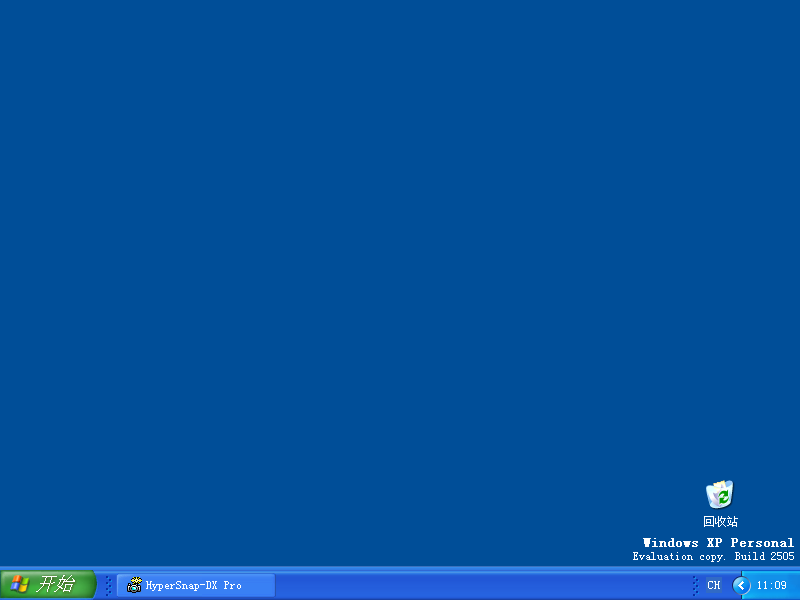 回收站
Windows XP Personal
Evaluation copy. Build 2505
开始
HyperSnap-DX Pro
CH
11:09